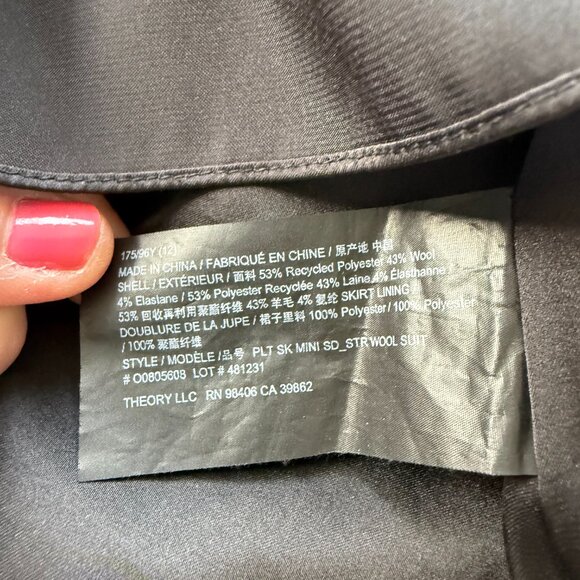 175/96Y (12)
MADE IN CHINA / FABRIQUÉ EN CHINE / 原产地 中国
SHELL / EXTÉRIEUR / 面料 53% Recycled Polyester 43% Wool
4% Elastane / 53% Polyester Recyclée 43% Laine 4% Élasthanne /
53% 回收再利用聚酯纤维 43% 羊毛 4% 氨纶 SKIRT LINING /
DOUBLURE DE LA JUPE / 裙子里料 100% Polyester / 100% Polyester
/ 100% 聚酯纤维
STYLE / MODÈLE / 品号 PLT SK MINI SD_STR WOOL SUIT
# O0805608 LOT # 481231
THEORY LLC RN 98406 CA 39862